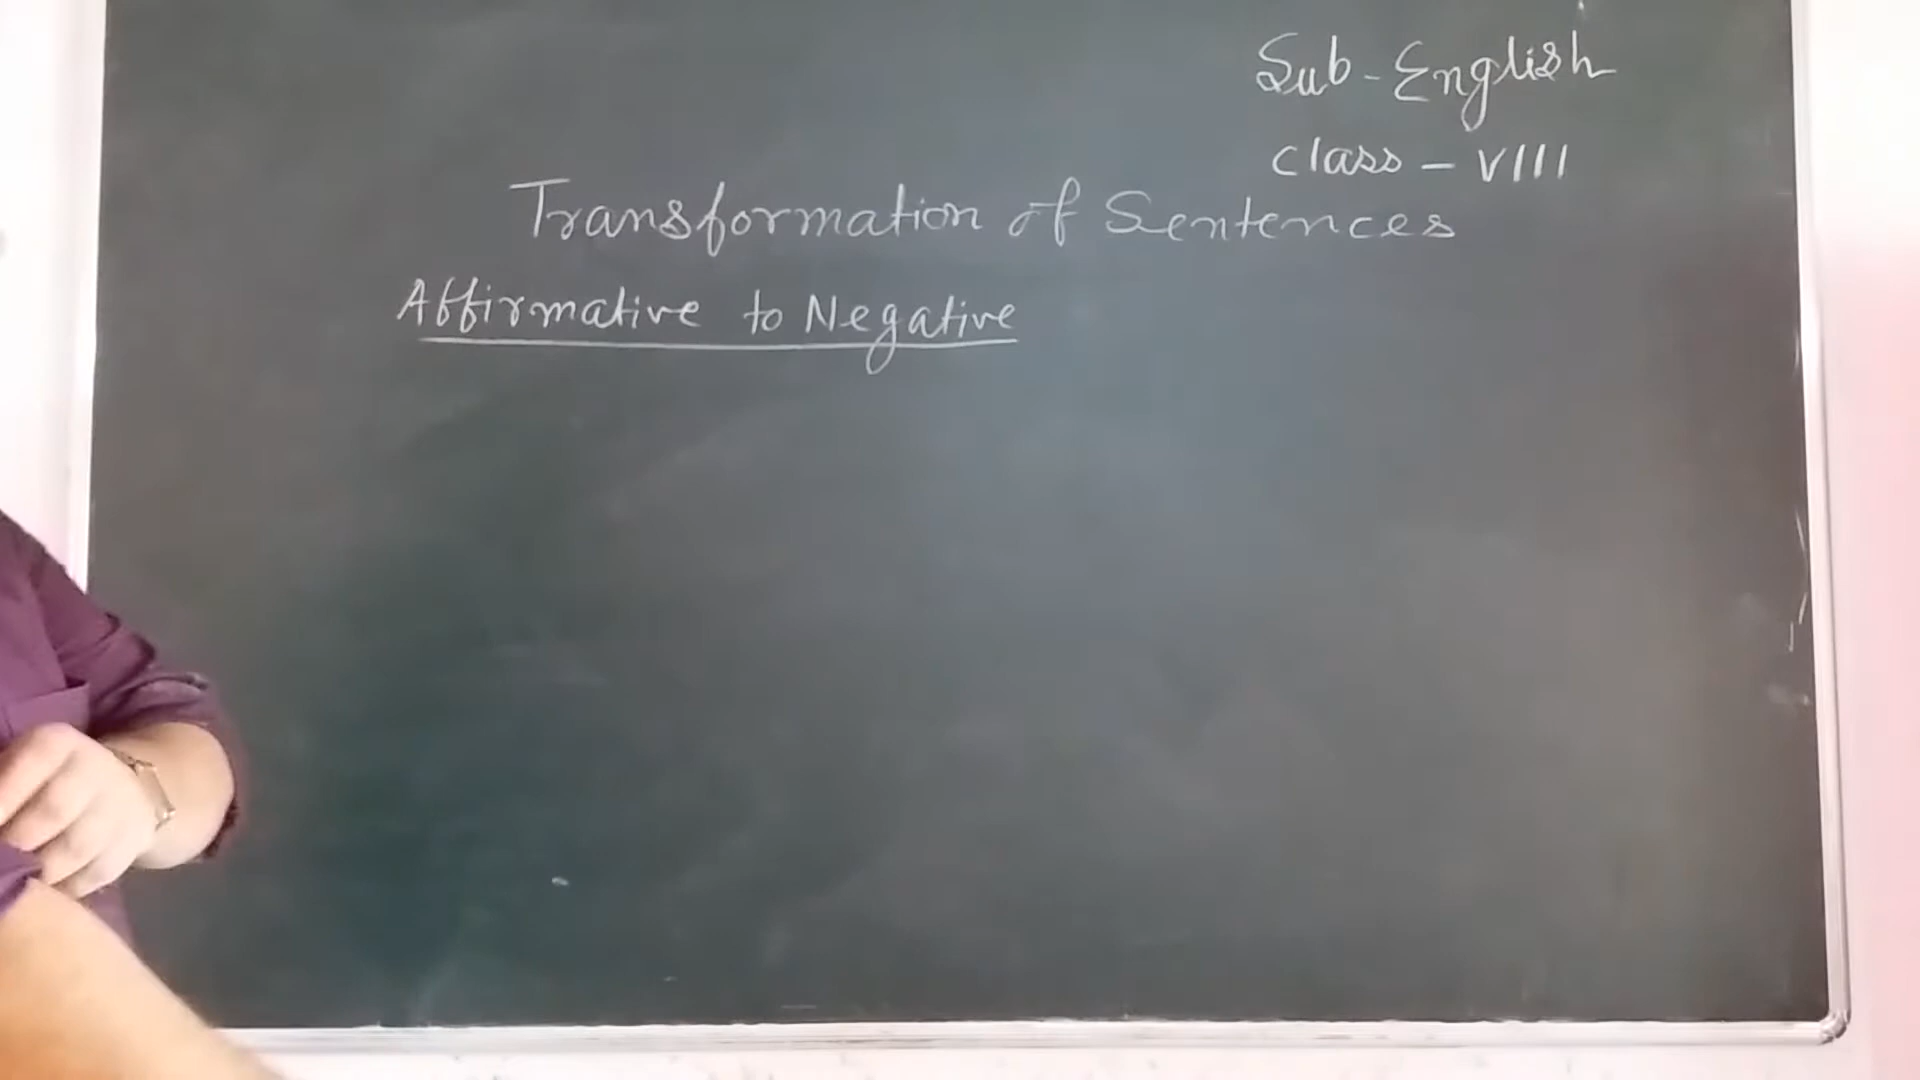 Sub - English
Class - VIII
Transformation of Sentences
Affirmative to Negative